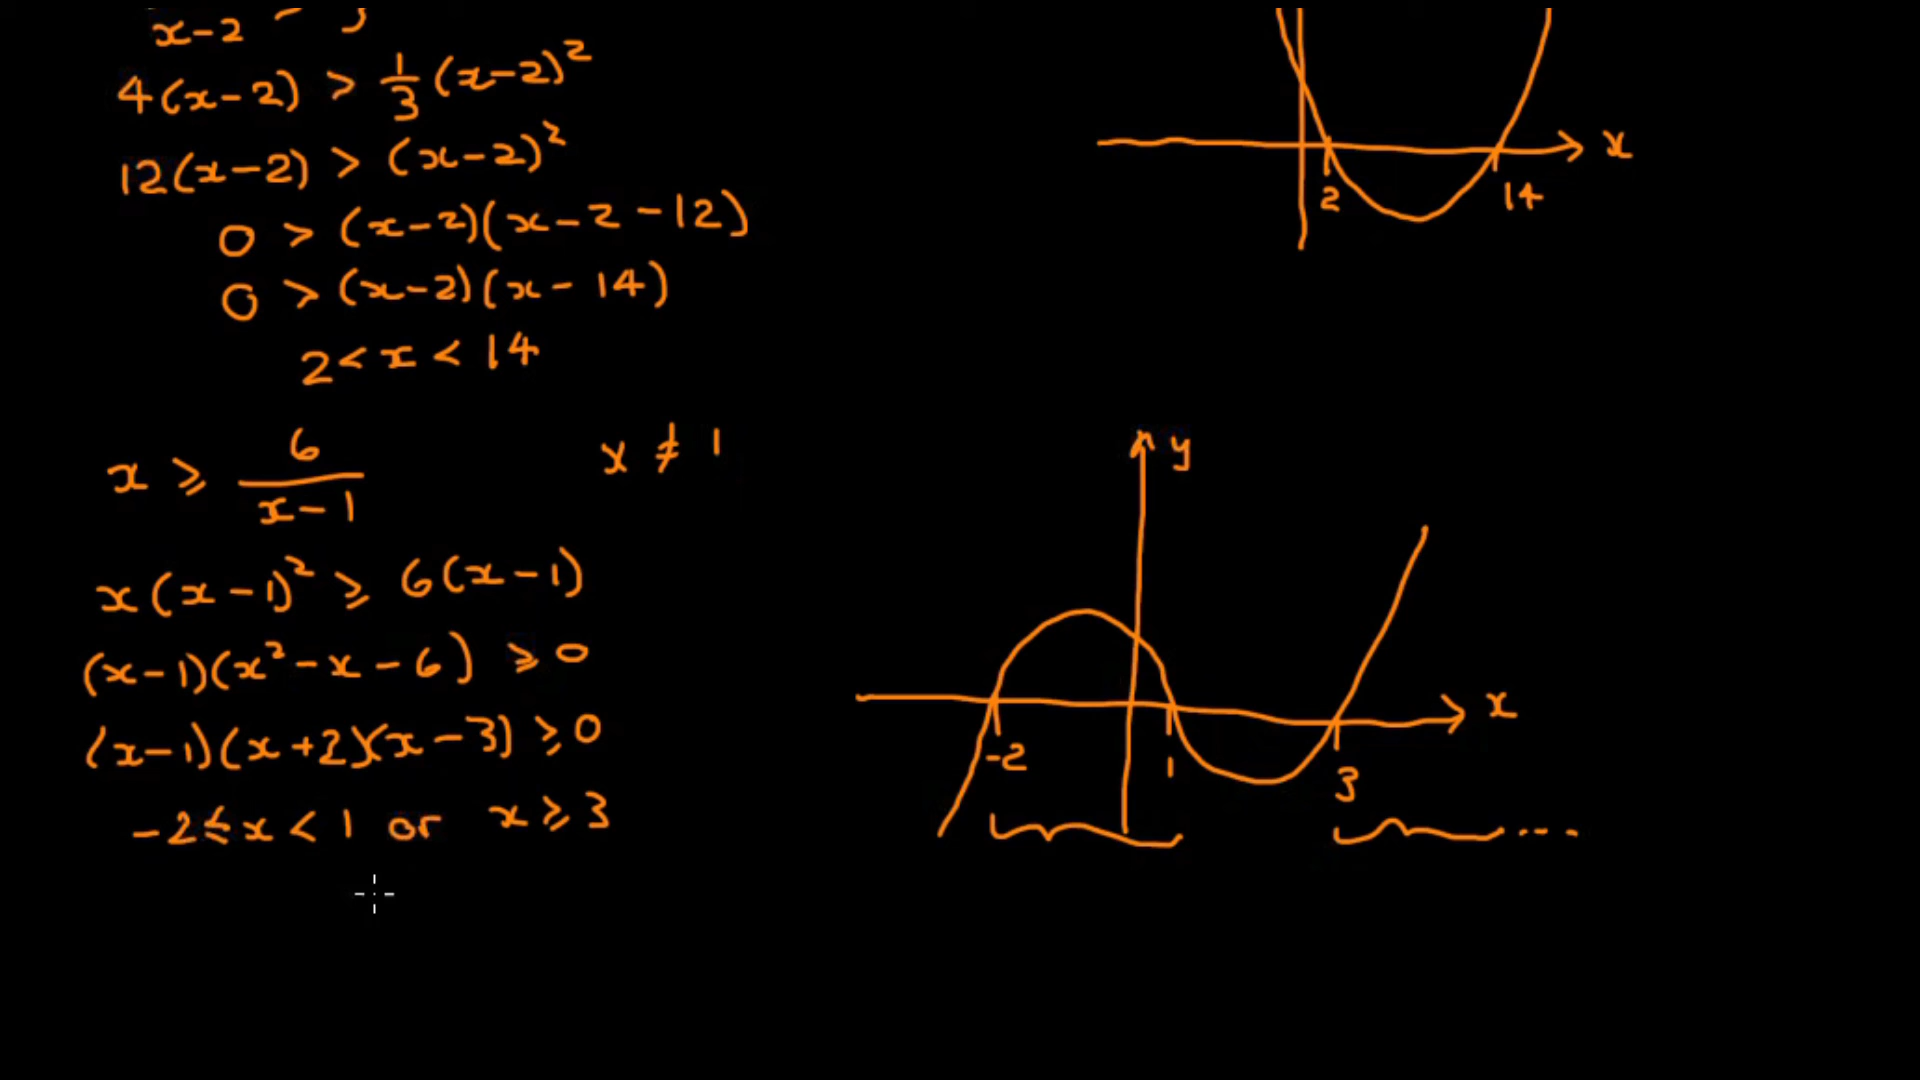 x-2
4(x-2) > 1/3 (x-2)²
12(x-2) > (x-2)²
0 > (x-2)(x-2-12)
0 > (x-2)(x-14)
2 < x < 14
x
2
14
x ≥ 6/(x-1)
x ≠ 1
x(x-1)² ≥ 6(x-1)
(x-1)(x²-x-6) ≥ 0
(x-1)(x+2)(x-3) ≥ 0
-2 ≤ x < 1 or x ≥ 3
y
x
-2
1
3